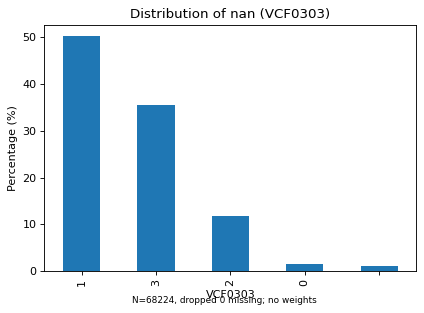 Distribution of nan (VCF0303)
Percentage (%)
50
40
30
20
10
0
1 3 2 0
VCF0303
N=68224, dropped 0 missing; no weights